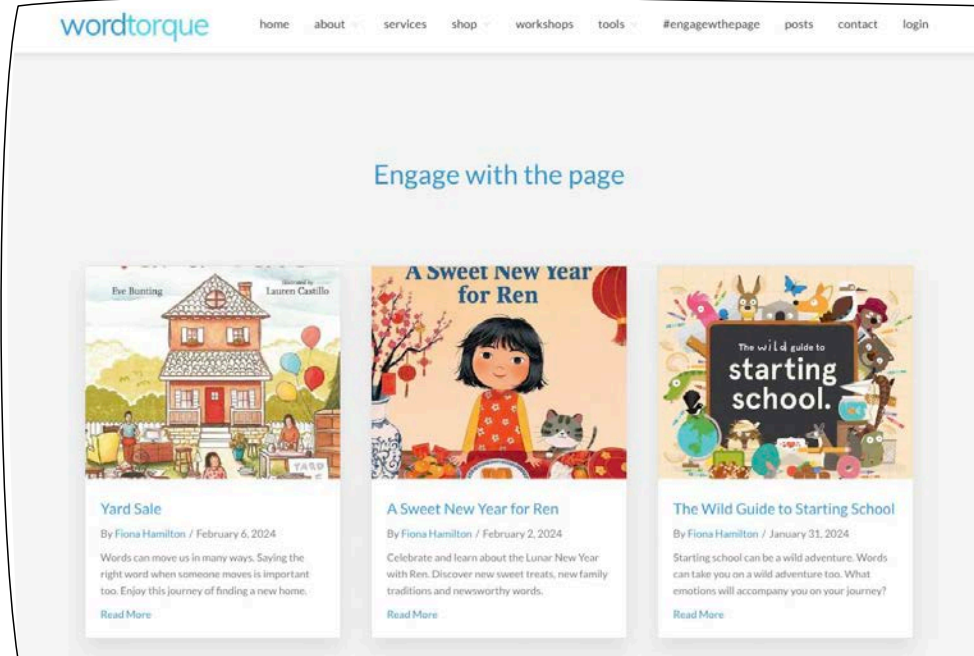 wordtorque
home about services shop workshops tools #engagewthepage posts contact login
Engage with the page
Eve Bunting
Illustrated by
Lauren Castillo
YARD
A Sweet New Year
for Ren
The wild guide to
starting
school.
Yard Sale
By Fiona Hamilton / February 6, 2024
Words can move us in many ways. Saying the
right word when someone moves is important
too. Enjoy this journey of finding a new home.
Read More
A Sweet New Year for Ren
By Fiona Hamilton / February 2, 2024
Celebrate and learn about the Lunar New Year
with Ren. Discover new sweet treats, new family
traditions and newsworthy words.
Read More
The Wild Guide to Starting School
By Fiona Hamilton / January 31, 2024
Starting school can be a wild adventure. Words
can take you on a wild adventure too. What
emotions will accompany you on your journey?
Read More